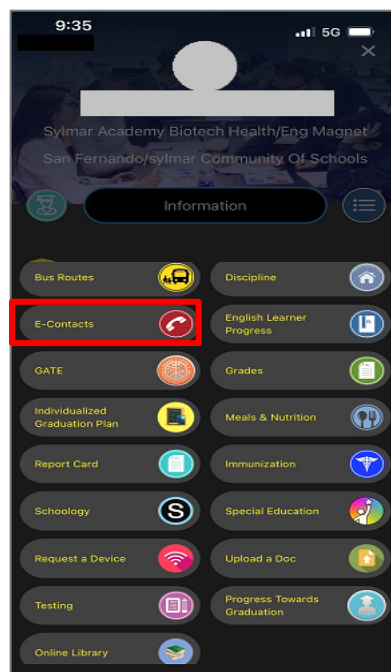 9:35
5G
Sylmar Academy Biotech Health/Eng Magnet
San Fernando/sylmar Community Of Schools
Information
Bus Routes
Discipline
E-Contacts
English Learner
Progress
GATE
Grades
Individualized
Graduation Plan
Meals & Nutrition
Report Card
Immunization
Schoology
S
Special Education
Request a Device
Upload a Doc
Testing
Progress Towards
Graduation
Online Library